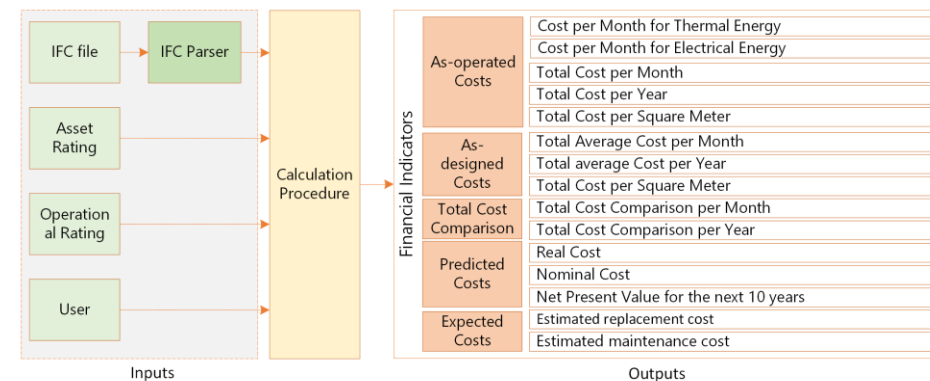 IFC file
IFC Parser
Asset
Rating
Operation
al Rating
User
Inputs
Calculation
Procedure
Financial Indicators
As-operated
Costs
Cost per Month for Thermal Energy
Cost per Month for Electrical Energy
Total Cost per Month
Total Cost per Year
Total Cost per Square Meter
As-
designed
Costs
Total Average Cost per Month
Total average Cost per Year
Total Cost per Square Meter
Total Cost
Comparison
Total Cost Comparison per Month
Total Cost Comparison per Year
Predicted
Costs
Real Cost
Nominal Cost
Net Present Value for the next 10 years
Expected
Costs
Estimated replacement cost
Estimated maintenance cost
Outputs